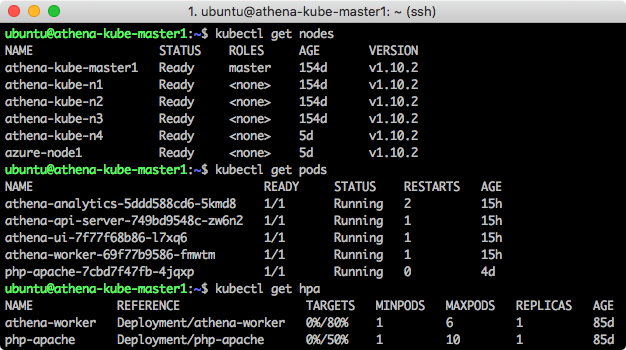 1. ubuntu@athena-kube-master1: ~ (ssh)
ubuntu@athena-kube-master1:~$ kubectl get nodes
NAME STATUS ROLES AGE VERSION
athena-kube-master1 Ready master 154d v1.10.2
athena-kube-n1 Ready <none> 154d v1.10.2
athena-kube-n2 Ready <none> 154d v1.10.2
athena-kube-n3 Ready <none> 154d v1.10.2
athena-kube-n4 Ready <none> 5d v1.10.2
azure-node1 Ready <none> 5d v1.10.2
ubuntu@athena-kube-master1:~$ kubectl get pods
NAME READY STATUS RESTARTS AGE
athena-analytics-5ddd588cd6-5kmd8 1/1 Running 2 15h
athena-api-server-749bd9548c-zw6n2 1/1 Running 1 15h
athena-ui-7f77f68b86-l7xq6 1/1 Running 1 15h
athena-worker-69f77b9586-fmwtm 1/1 Running 1 15h
php-apache-7cbd7f47fb-4jqxp 1/1 Running 0 4d
ubuntu@athena-kube-master1:~$ kubectl get hpa
NAME REFERENCE TARGETS MINPODS MAXPODS REPLICAS AGE
athena-worker Deployment/athena-worker 0%/80% 1 6 1 85d
php-apache Deployment/php-apache 0%/50% 1 10 1 85d